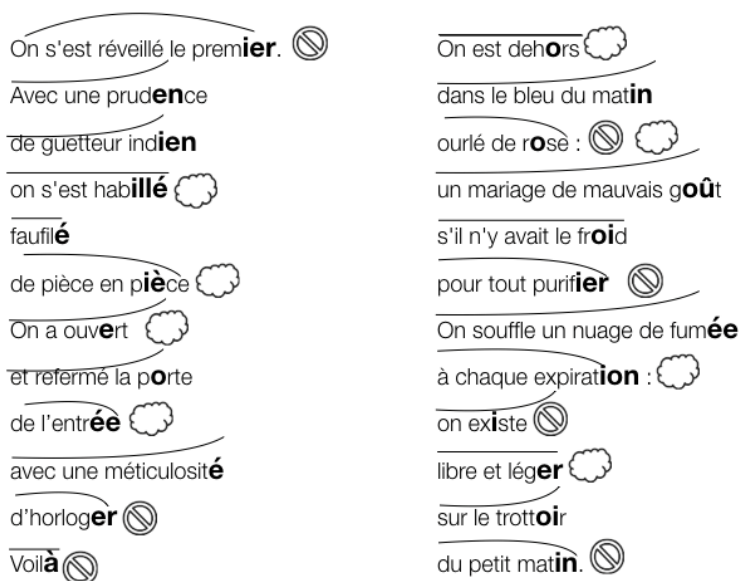 On s'est réveillé le premier.
Avec une prudence
de guetteur indien
on s'est habillé
faufilé
de pièce en pièce
On a ouvert
et refermé la porte
de l'entrée
avec une méticulosité
d'horloger
Voilà
On est dehors
dans le bleu du matin
ourlé de rose :
un mariage de mauvais goût
s'il n'y avait le froid
pour tout purifier
On souffle un nuage de fumée
à chaque expiration :
on existe
libre et léger
sur le trottoir
du petit matin.